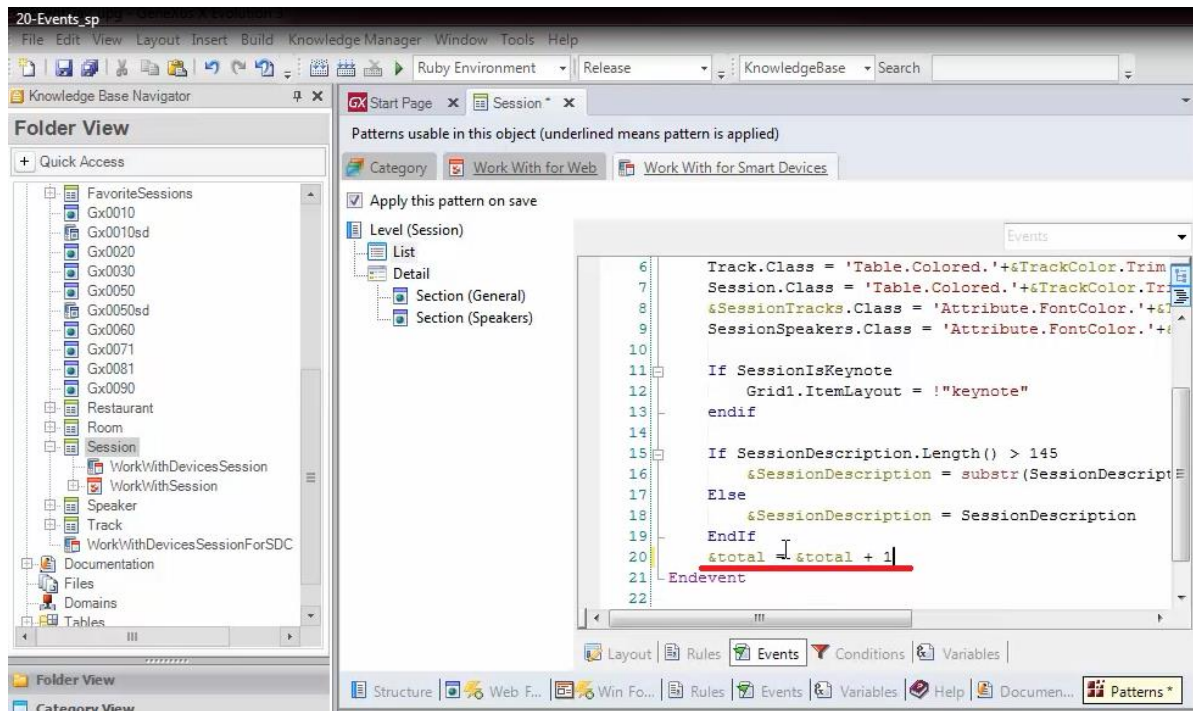 20-Events_sp
File Edit View Layout Insert Build Knowledge Manager Window Tools Help
Ruby Environment Release KnowledgeBase Search
Knowledge Base Navigator
Start Page Session *
Folder View
Patterns usable in this object (underlined means pattern is applied)
+ Quick Access
Category Work With for Web Work With for Smart Devices
Apply this pattern on save
FavoriteSessions
Gx0010
Gx0010sd
Gx0020
Gx0030
Gx0050
Gx0050sd
Gx0060
Gx0071
Gx0081
Gx0090
Restaurant
Room
Session
WorkWithDevicesSession
WorkWithSession
Speaker
Track
WorkWithDevicesSessionForSDC
Documentation
Files
Domains
Tables
Folder View
Category View
Level (Session)
List
Detail
Section (General)
Section (Speakers)
Events
6 Track.Class = 'Table.Colored.'+&TrackColor.Trim
7 Session.Class = 'Table.Colored.'+&TrackColor.Tri
8 &SessionTracks.Class = 'Attribute.FontColor.'+&T
9 SessionSpeakers.Class = 'Attribute.FontColor.'+&
10
11 If SessionIsKeynote
12 Grid1.ItemLayout = !"keynote"
13 endif
14
15 If SessionDescription.Length() > 145
16 &SessionDescription = substr(SessionDescript
17 Else
18 &SessionDescription = SessionDescription
19 EndIf
20 &total = &total + 1
21 Endevent
22
Layout Rules Events Conditions Variables
Structure Web F... Win Fo... Rules Events Variables Help Documen... Patterns *